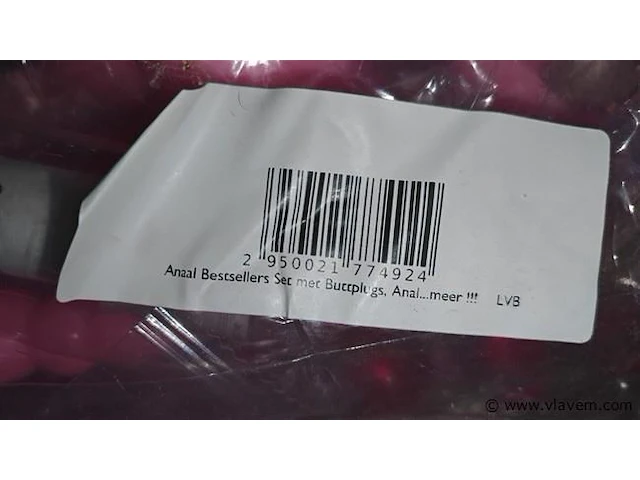 2 950021 774924
Anaal Bestsellers Set met Buttplugs, Anal...meer !!! LVB
© www.vlavem.com